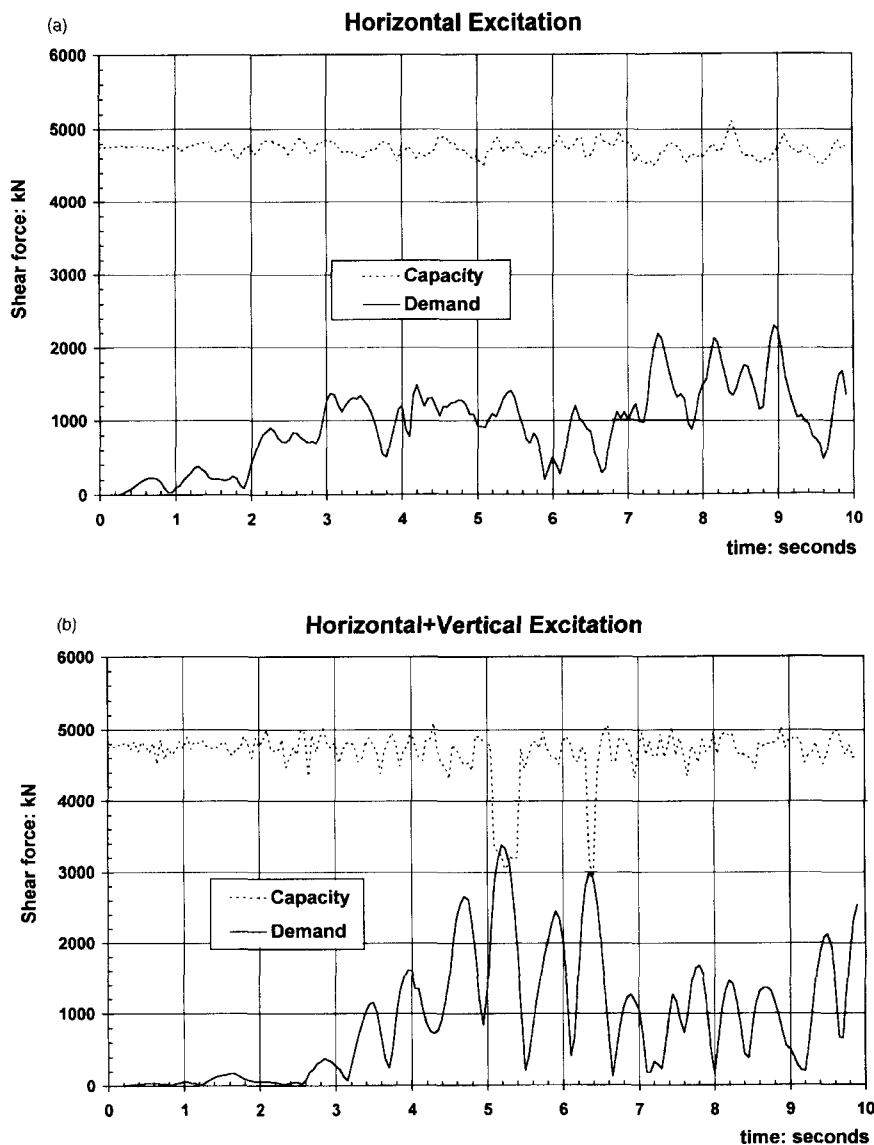 (a)
Horizontal Excitation
6000
5000
4000
3000
2000
1000
0
Shear force: kN
Capacity
Demand
0 1 2 3 4 5 6 7 8 9 10
time: seconds
(b)
Horizontal+Vertical Excitation
6000
5000
4000
3000
2000
1000
0
Shear force: kN
Capacity
Demand
0 1 2 3 4 5 6 7 8 9 10
time: seconds